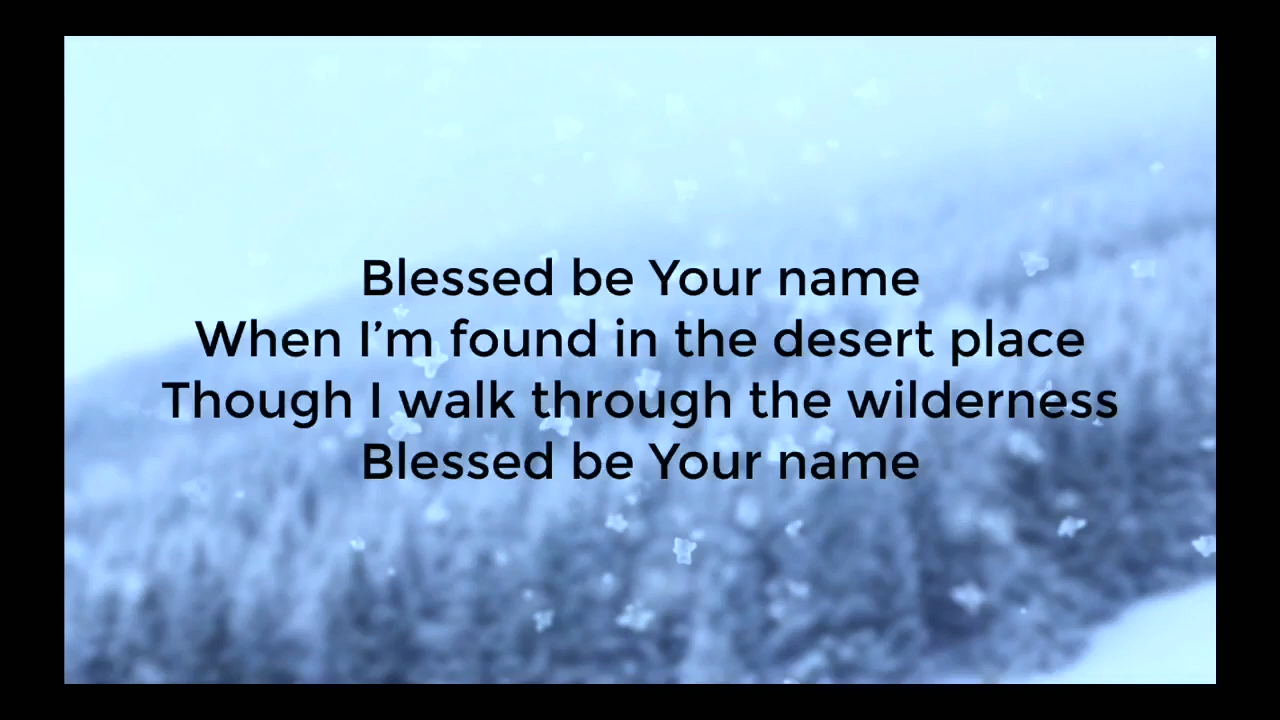 Blessed be Your name
When I’m found in the desert place
Though I walk through the wilderness
Blessed be Your name